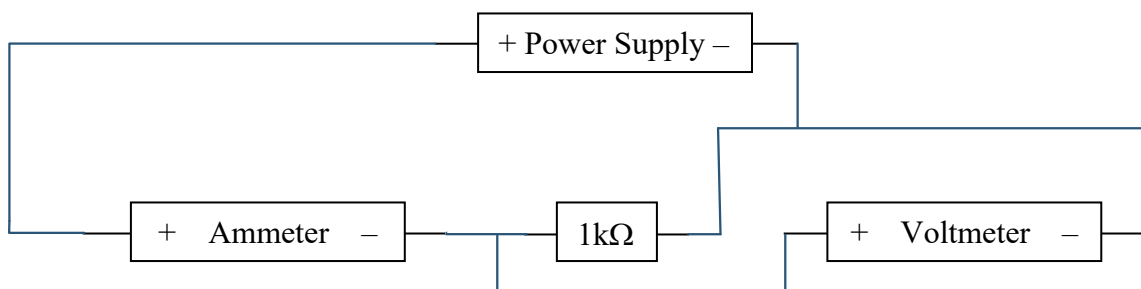 + Power Supply –
+ Ammeter –
1kΩ
+ Voltmeter –